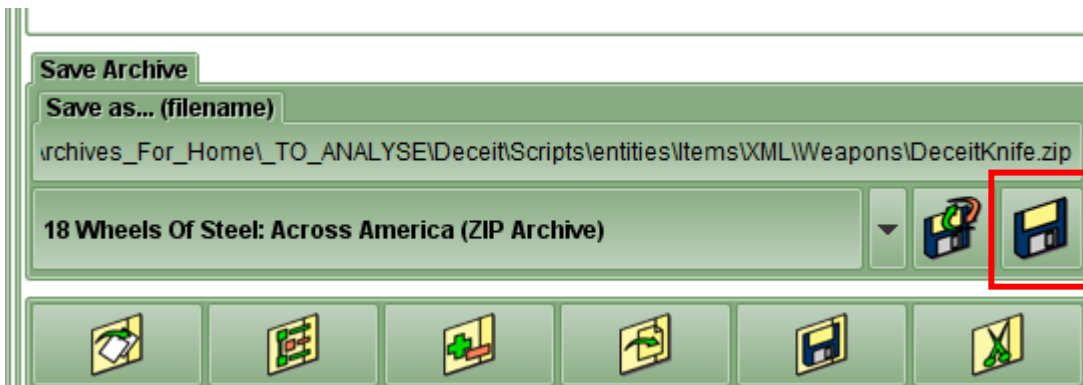 Save Archive
Save as... (filename)
rchives_For_Home\_TO_ANALYSE\Deceit\Scripts\entities\Items\XML\Weapons\DeceitKnife.zip
18 Wheels Of Steel: Across America (ZIP Archive)